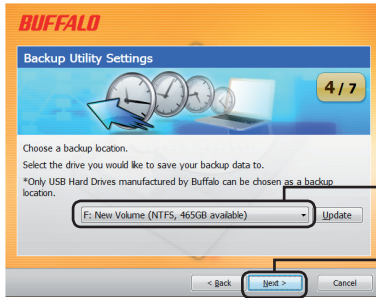 BUFFALO
Backup Utility Settings
4 / 7
Choose a backup location.
Select the drive you would like to save your backup data to.
*Only USB Hard Drives manufactured by Buffalo can be chosen as a backup
location.
F: New Volume (NTFS, 465GB available)
Update
< Back
Next >
Cancel